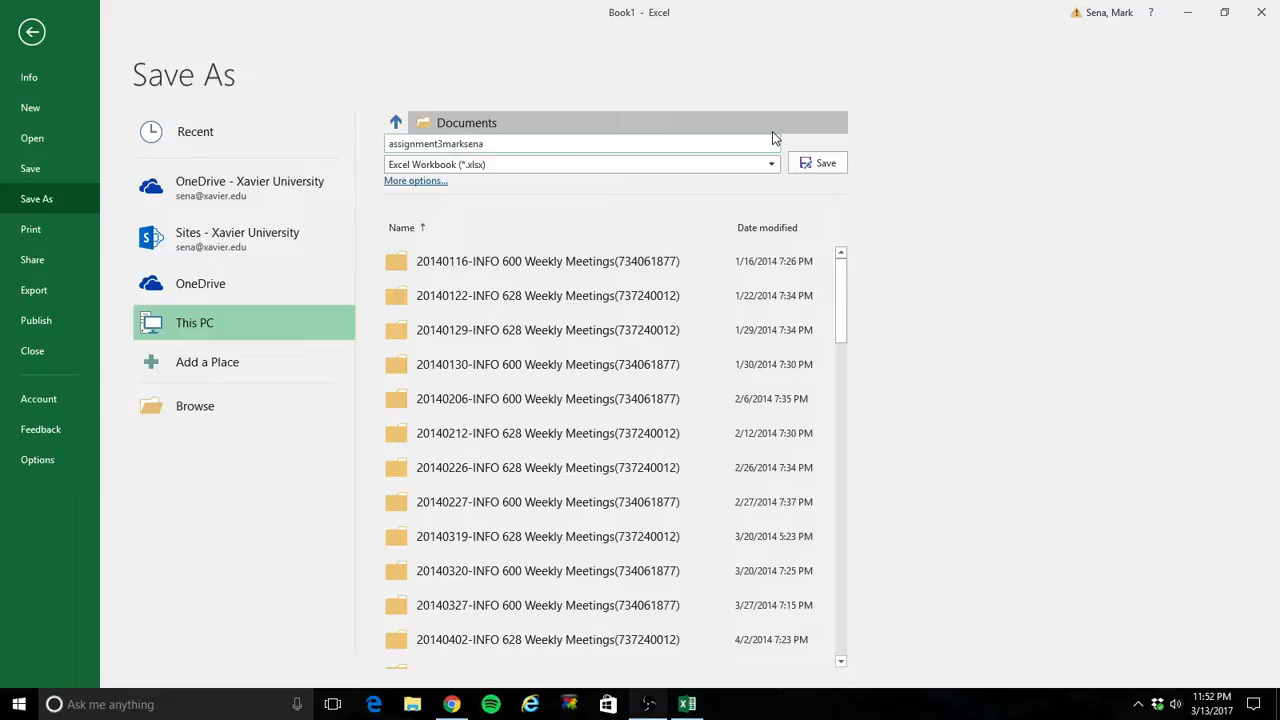 Book1 - Excel
Sena, Mark
?
Save As
Info
New
Open
Save
Save As
Print
Share
Export
Publish
Close
Account
Feedback
Options
Recent
OneDrive - Xavier University
sena@xavier.edu
Sites - Xavier University
sena@xavier.edu
OneDrive
This PC
Add a Place
Browse
Documents
assignment3marksena
Excel Workbook (*.xlsx)
Save
More options...
Name ↑ Date modified
20140116-INFO 600 Weekly Meetings(734061877) 1/16/2014 7:26 PM
20140122-INFO 628 Weekly Meetings(737240012) 1/22/2014 7:34 PM
20140129-INFO 628 Weekly Meetings(737240012) 1/29/2014 7:34 PM
20140130-INFO 600 Weekly Meetings(734061877) 1/30/2014 7:30 PM
20140206-INFO 600 Weekly Meetings(734061877) 2/6/2014 7:35 PM
20140212-INFO 628 Weekly Meetings(737240012) 2/12/2014 7:30 PM
20140226-INFO 628 Weekly Meetings(737240012) 2/26/2014 7:34 PM
20140227-INFO 600 Weekly Meetings(734061877) 2/27/2014 7:37 PM
20140319-INFO 628 Weekly Meetings(737240012) 3/20/2014 5:23 PM
20140320-INFO 600 Weekly Meetings(734061877) 3/20/2014 7:25 PM
20140327-INFO 600 Weekly Meetings(734061877) 3/27/2014 7:15 PM
20140402-INFO 628 Weekly Meetings(737240012) 4/2/2014 7:23 PM
Ask me anything
11:52 PM
3/13/2017